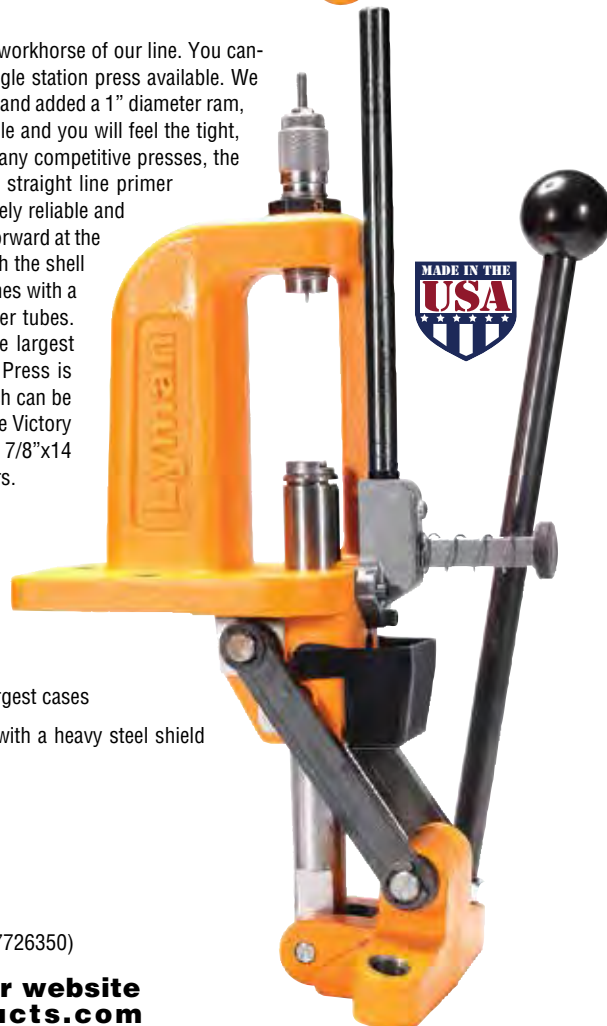 workhorse of our line. You can-
gle station press available. We
and added a 1” diameter ram,
le and you will feel the tight,
any competitive presses, the
straight line primer
ely reliable and
orward at the
h the shell
nes with a
er tubes.
e largest
Press is
h can be
e Victory
7/8”x14
rs.
Lyman
MADE IN THE
USA
rgest cases
with a heavy steel shield
7726350)
r website
ucts.com